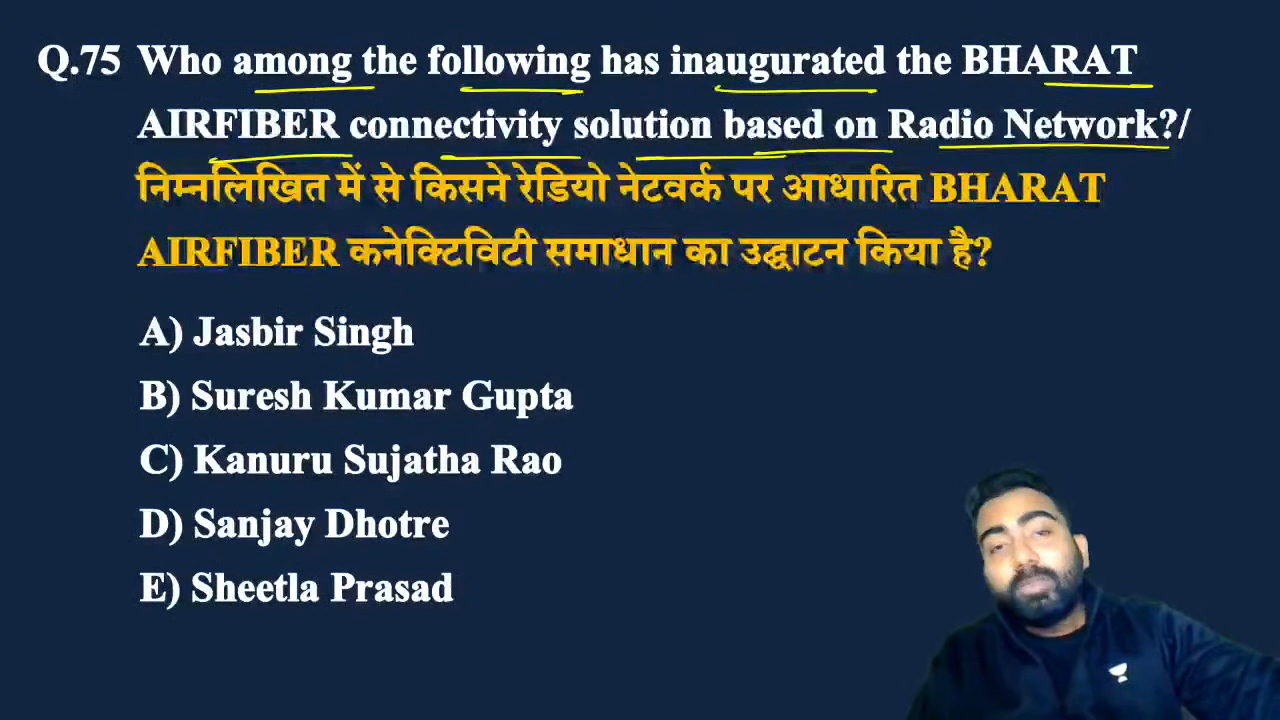 Q.75 Who among the following has inaugurated the BHARAT
AIRFIBER connectivity solution based on Radio Network?/
निम्नलिखित में से किसने रेडियो नेटवर्क पर आधारित BHARAT
AIRFIBER कनेक्टिविटी समाधान का उद्घाटन किया है?
A) Jasbir Singh
B) Suresh Kumar Gupta
C) Kanuru Sujatha Rao
D) Sanjay Dhotre
E) Sheetla Prasad